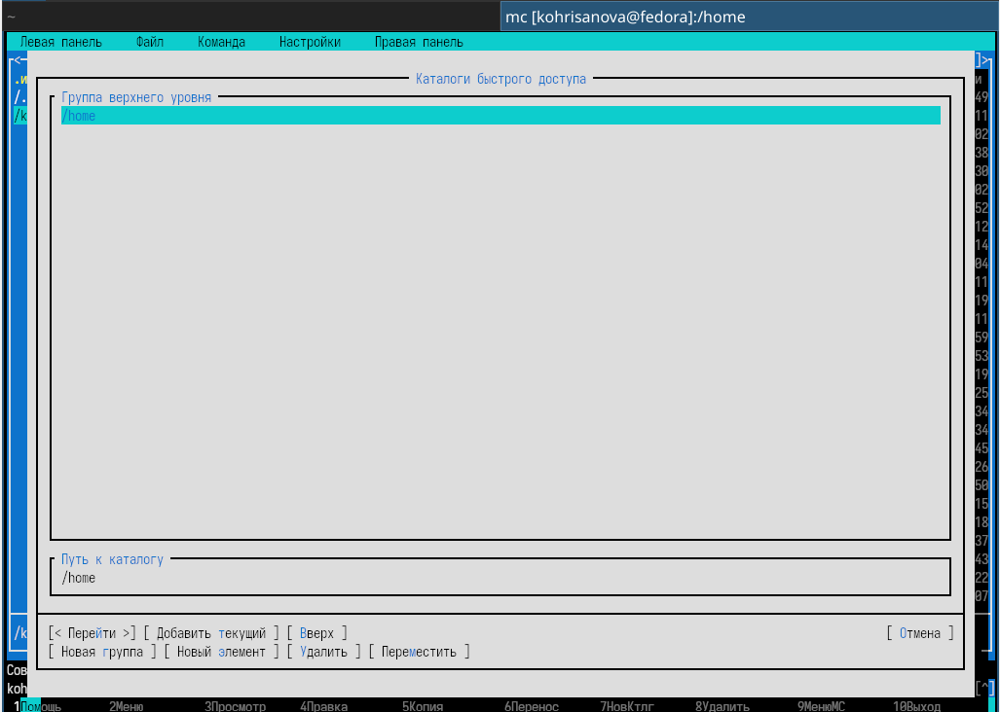 ~
mc [kohrisanova@fedora]:/home
Левая панель Файл Команда Настройки Правая панель
Каталоги быстрого доступа
Группа верхнего уровня
/home
49
11
02
38
30
02
52
12
14
04
11
19
11
59
53
19
25
34
34
45
26
50
15
18
37
43
22
07
Путь к каталогу
/home
[< Перейти >] [ Добавить текущий ] [ Вверх ] [ Отмена ]
[ Новая группа ] [ Новый элемент ] [ Удалить ] [ Переместить ]
Сов
koh [^]
1Помощь 2Меню 3Просмотр 4Правка 5Копия 6Перенос 7НовКтлг 8Удалить 9МенюMC 10Выход